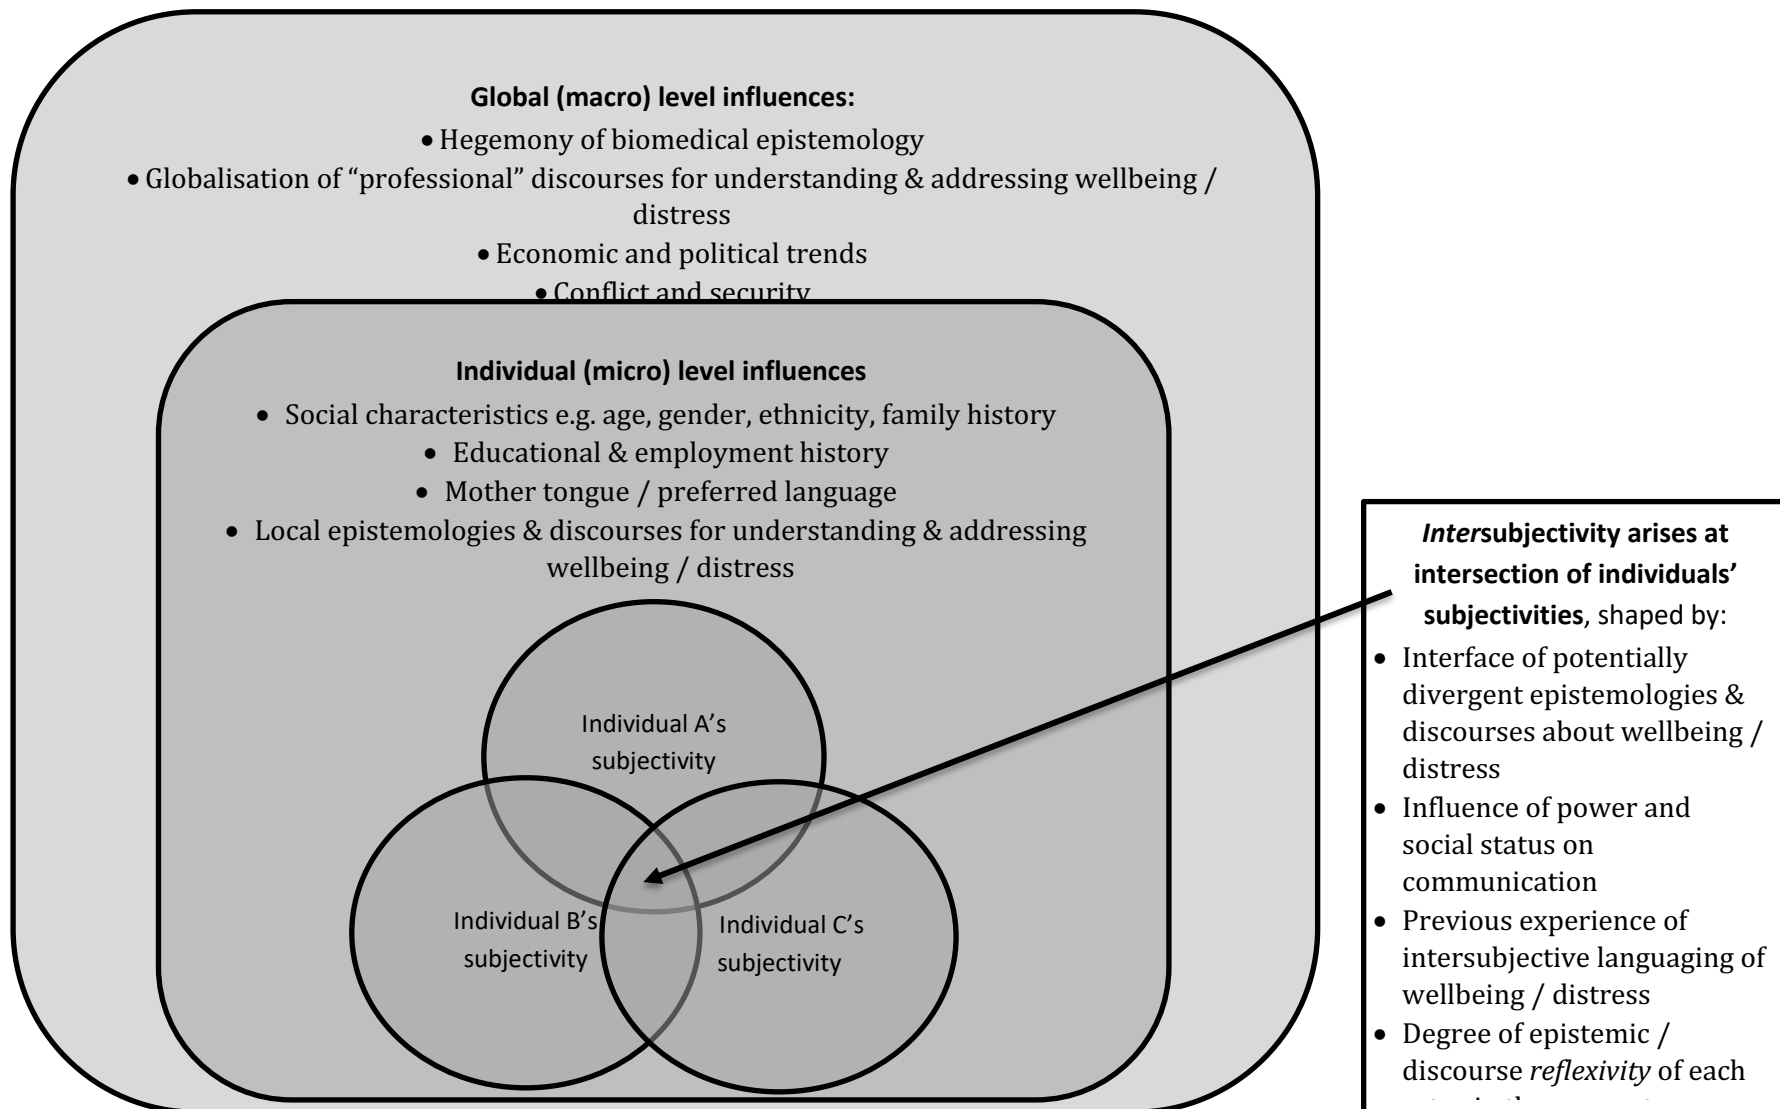 Global (macro) level influences:
• Hegemony of biomedical epistemology
• Globalisation of “professional” discourses for understanding & addressing wellbeing /
distress
• Economic and political trends
• Conflict and security
Individual (micro) level influences
• Social characteristics e.g. age, gender, ethnicity, family history
• Educational & employment history
• Mother tongue / preferred language
• Local epistemologies & discourses for understanding & addressing
wellbeing / distress
Individual A’s
subjectivity
Individual B’s
subjectivity
Individual C’s
subjectivity
Intersubjectivity arises at
intersection of individuals’
subjectivities, shaped by:
• Interface of potentially
divergent epistemologies &
discourses about wellbeing /
distress
• Influence of power and
social status on
communication
• Previous experience of
intersubjective languaging of
wellbeing / distress
• Degree of epistemic /
discourse reflexivity of each